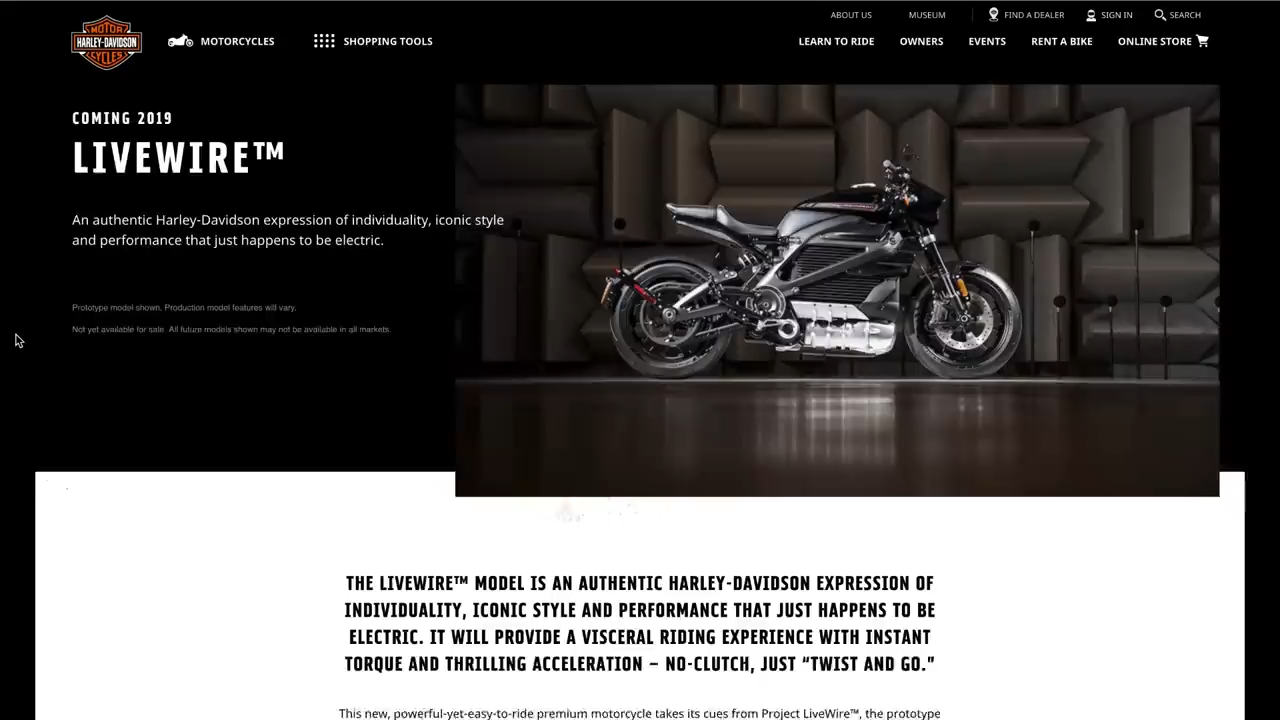 ABOUT US
MUSEUM
FIND A DEALER
SIGN IN
SEARCH
MOTOR
HARLEY-DAVIDSON
CYCLES
MOTORCYCLES
SHOPPING TOOLS
LEARN TO RIDE
OWNERS
EVENTS
RENT A BIKE
ONLINE STORE
COMING 2019
LIVEWIRE™
An authentic Harley-Davidson expression of individuality, iconic style
and performance that just happens to be electric.
Prototype model shown. Production model features will vary.
Not yet available for sale. All future models shown may not be available in all markets.
THE LIVEWIRE™ MODEL IS AN AUTHENTIC HARLEY-DAVIDSON EXPRESSION OF
INDIVIDUALITY, ICONIC STYLE AND PERFORMANCE THAT JUST HAPPENS TO BE
ELECTRIC. IT WILL PROVIDE A VISCERAL RIDING EXPERIENCE WITH INSTANT
TORQUE AND THRILLING ACCELERATION – NO-CLUTCH, JUST “TWIST AND GO.”
This new, powerful-yet-easy-to-ride premium motorcycle takes its cues from Project LiveWire™, the prototype